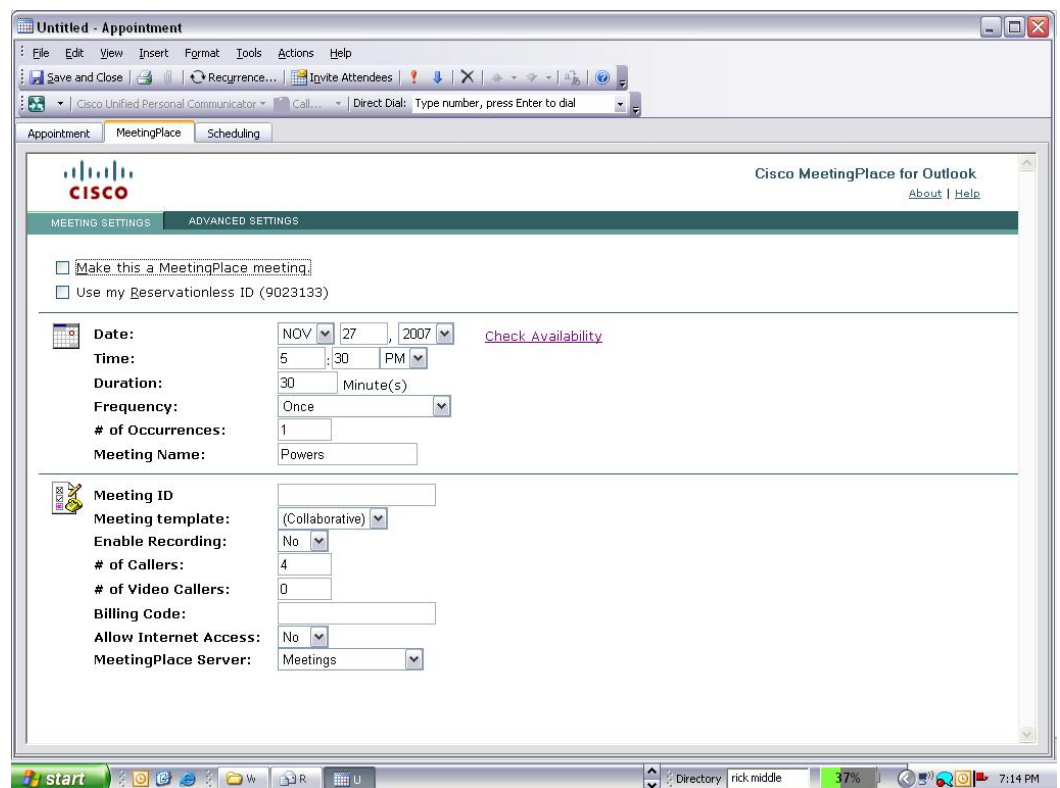 Untitled - Appointment
File Edit View Insert Format Tools Actions Help
Save and Close Recurrence... Invite Attendees
Cisco Unified Personal Communicator Call... Direct Dial: Type number, press Enter to dial
Appointment MeetingPlace Scheduling
CISCO
Cisco MeetingPlace for Outlook
About | Help
MEETING SETTINGS ADVANCED SETTINGS
Make this a MeetingPlace meeting.
Use my Reservationless ID (9023133)
Date: NOV 27 , 2007 Check Availability
Time: 5 : 30 PM
Duration: 30 Minute(s)
Frequency: Once
# of Occurrences: 1
Meeting Name: Powers
Meeting ID
Meeting template: (Collaborative)
Enable Recording: No
# of Callers: 4
# of Video Callers: 0
Billing Code:
Allow Internet Access: No
MeetingPlace Server: Meetings
start W R U Directory rick middle 37% 7:14 PM